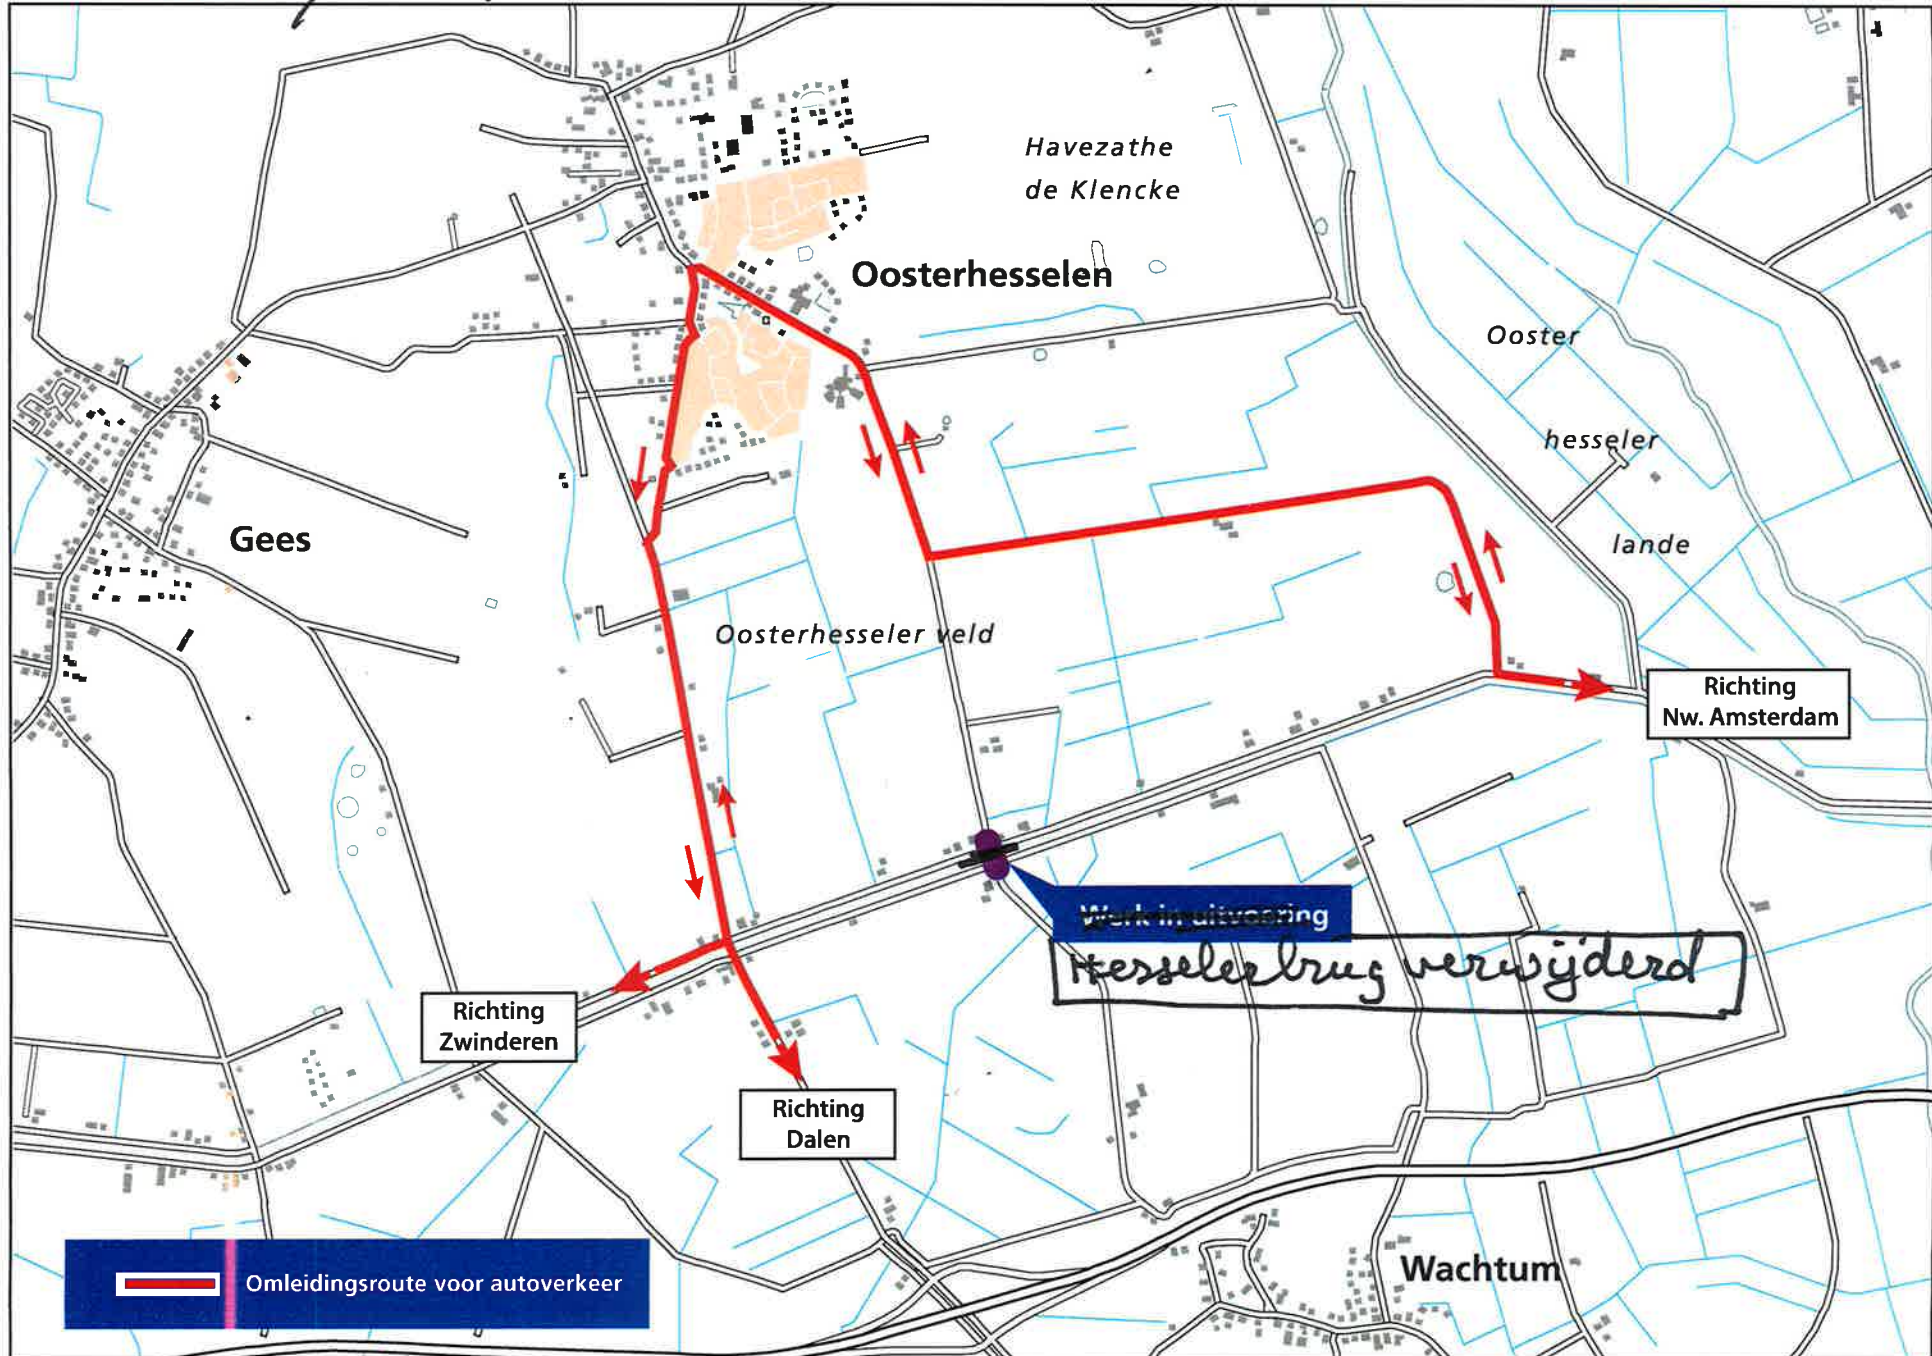 Havezathe
de Klencke
Oosterhesselen
Ooster
hesseler
lande
Gees
Oosterhesseler veld
Richting
Nw. Amsterdam
Werk in uitvoering
Hesselerbrug verwijderd
Richting
Zwinderen
Richting
Dalen
Wachtum
Omleidingsroute voor autoverkeer